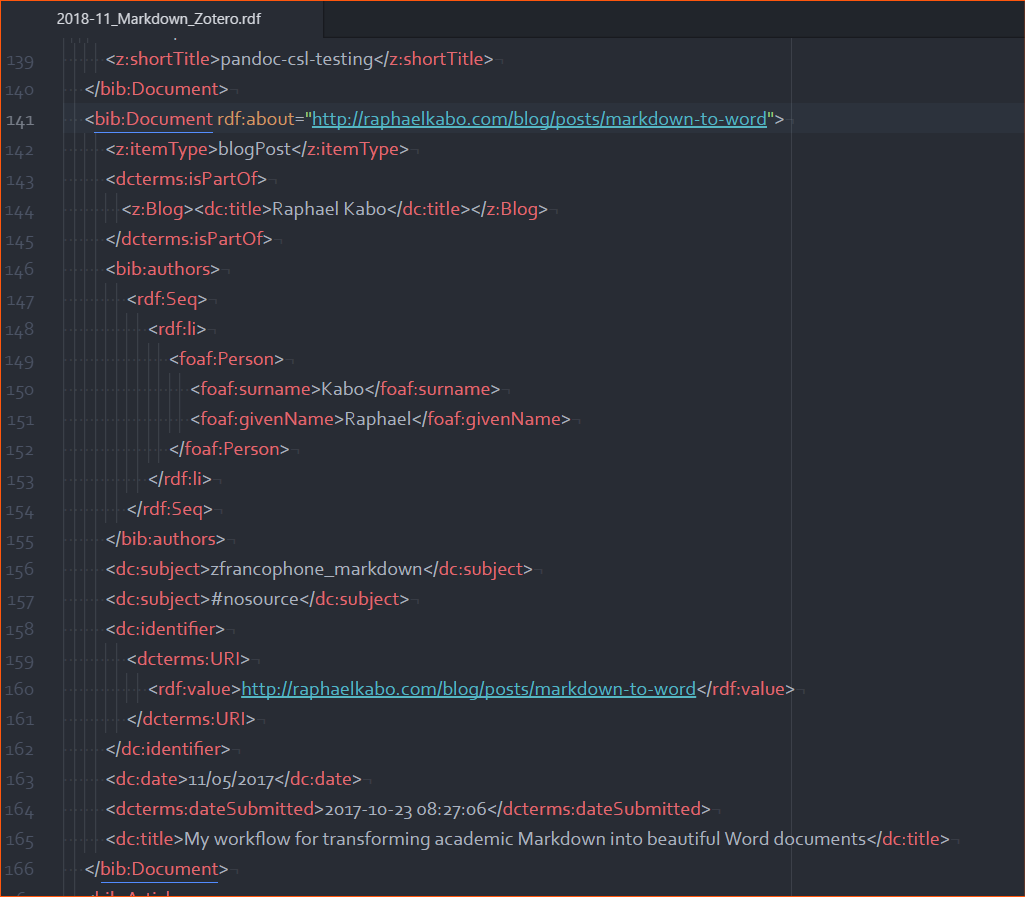 2018-11_Markdown_Zotero.rdf
139 <z:shortTitle>pandoc-csl-testing</z:shortTitle>
140 </bib:Document>
141 <bib:Document rdf:about="http://raphaelkabo.com/blog/posts/markdown-to-word">
142 <z:itemType>blogPost</z:itemType>
143 <dcterms:isPartOf>
144 <z:Blog><dc:title>Raphael Kabo</dc:title></z:Blog>
145 </dcterms:isPartOf>
146 <bib:authors>
147 <rdf:Seq>
148 <rdf:li>
149 <foaf:Person>
150 <foaf:surname>Kabo</foaf:surname>
151 <foaf:givenName>Raphael</foaf:givenName>
152 </foaf:Person>
153 </rdf:li>
154 </rdf:Seq>
155 </bib:authors>
156 <dc:subject>zfrancophone_markdown</dc:subject>
157 <dc:subject>#nosource</dc:subject>
158 <dc:identifier>
159 <dcterms:URI>
160 <rdf:value>http://raphaelkabo.com/blog/posts/markdown-to-word</rdf:value>
161 </dcterms:URI>
162 </dc:identifier>
163 <dc:date>11/05/2017</dc:date>
164 <dcterms:dateSubmitted>2017-10-23 08:27:06</dcterms:dateSubmitted>
165 <dc:title>My workflow for transforming academic Markdown into beautiful Word documents</dc:title>
166 </bib:Document>